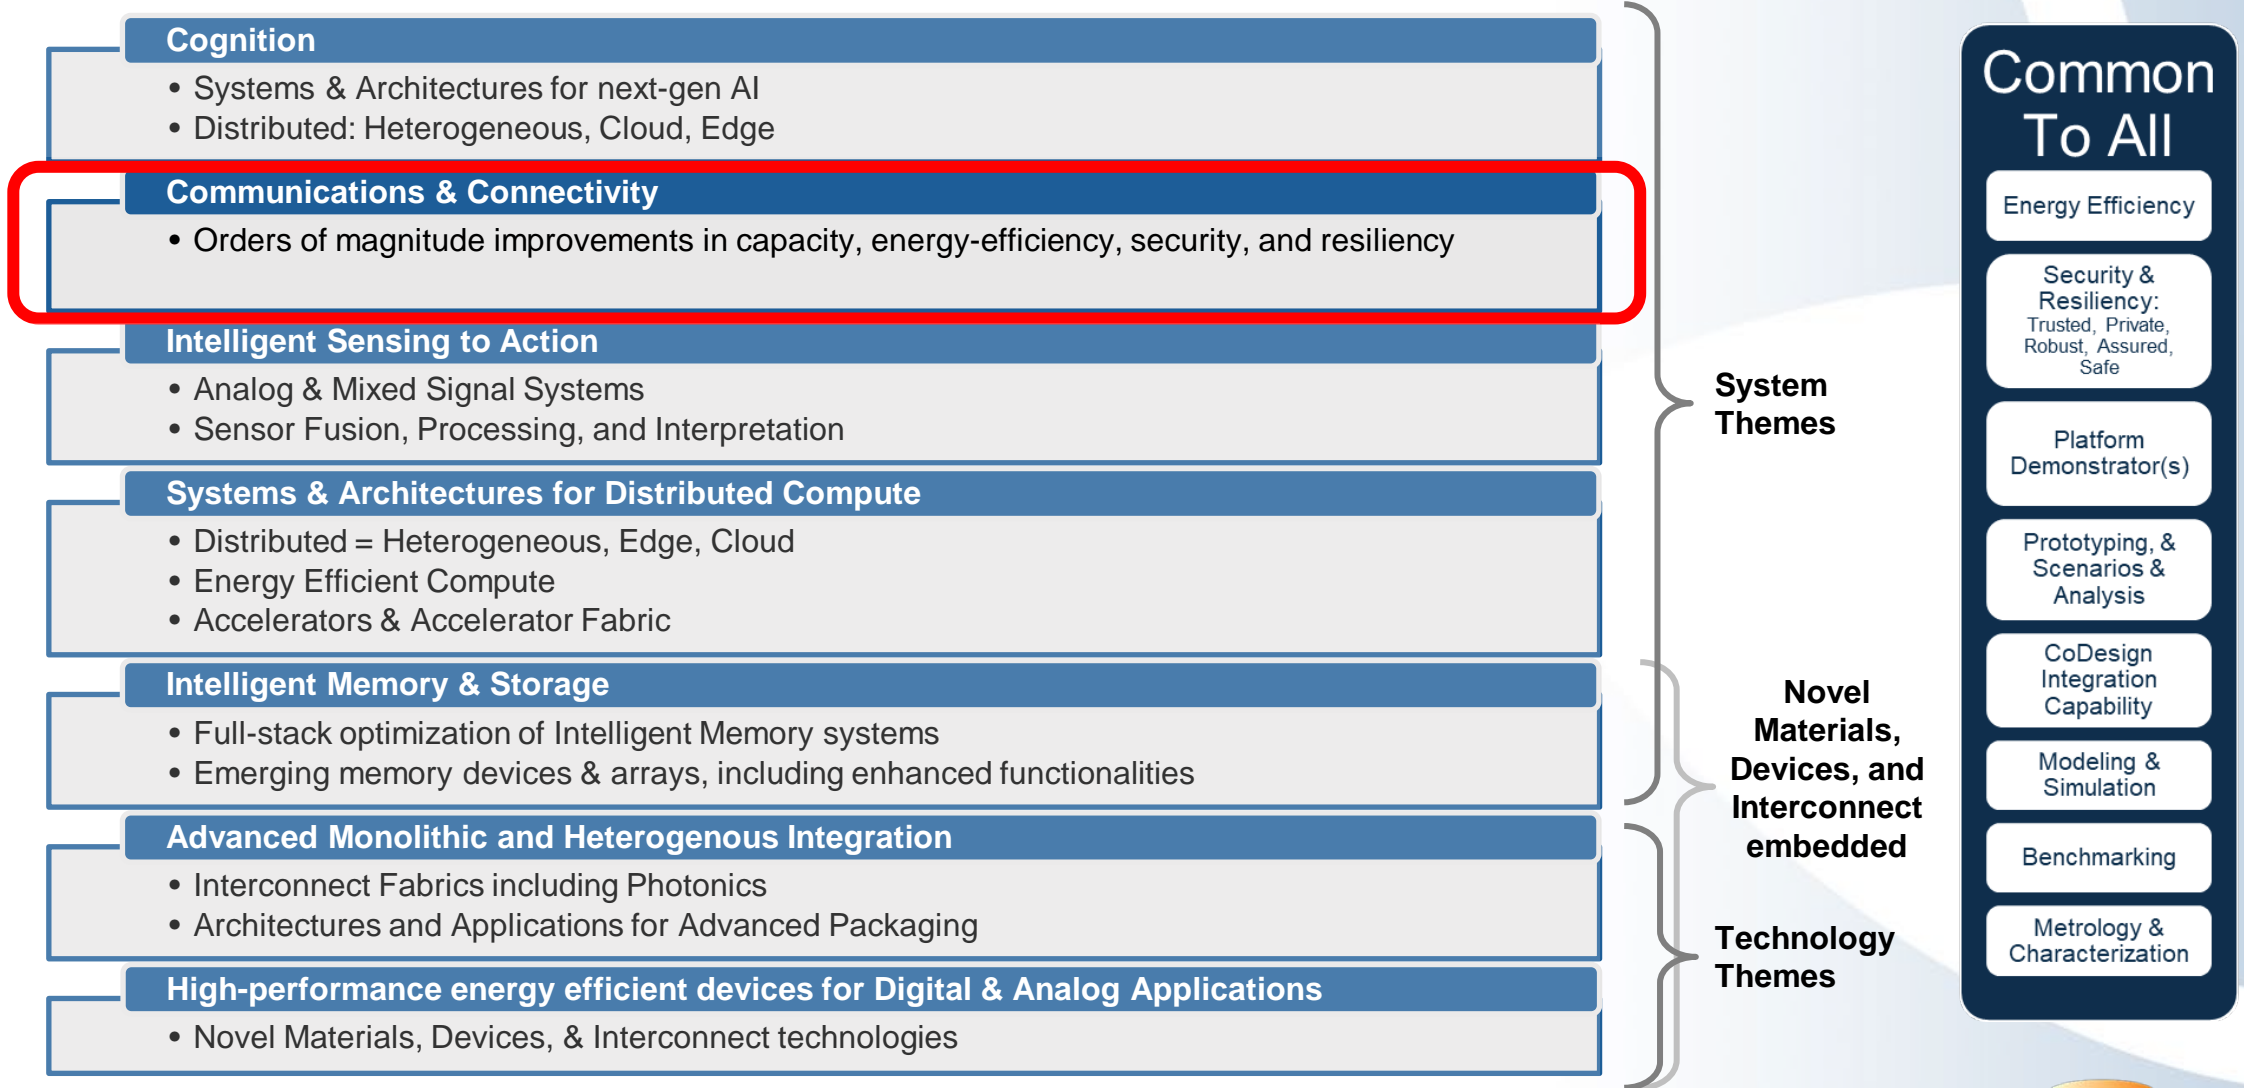 Cognition
• Systems & Architectures for next-gen AI
• Distributed: Heterogeneous, Cloud, Edge
Communications & Connectivity
• Orders of magnitude improvements in capacity, energy-efficiency, security, and resiliency
Intelligent Sensing to Action
• Analog & Mixed Signal Systems
• Sensor Fusion, Processing, and Interpretation
Systems & Architectures for Distributed Compute
• Distributed = Heterogeneous, Edge, Cloud
• Energy Efficient Compute
• Accelerators & Accelerator Fabric
Intelligent Memory & Storage
• Full-stack optimization of Intelligent Memory systems
• Emerging memory devices & arrays, including enhanced functionalities
Advanced Monolithic and Heterogenous Integration
• Interconnect Fabrics including Photonics
• Architectures and Applications for Advanced Packaging
High-performance energy efficient devices for Digital & Analog Applications
• Novel Materials, Devices, & Interconnect technologies
System
Themes
Novel
Materials,
Devices, and
Interconnect
embedded
Technology
Themes
Common
To All
Energy Efficiency
Security &
Resiliency:
Trusted, Private,
Robust, Assured,
Safe
Platform
Demonstrator(s)
Prototyping, &
Scenarios &
Analysis
CoDesign
Integration
Capability
Modeling &
Simulation
Benchmarking
Metrology &
Characterization